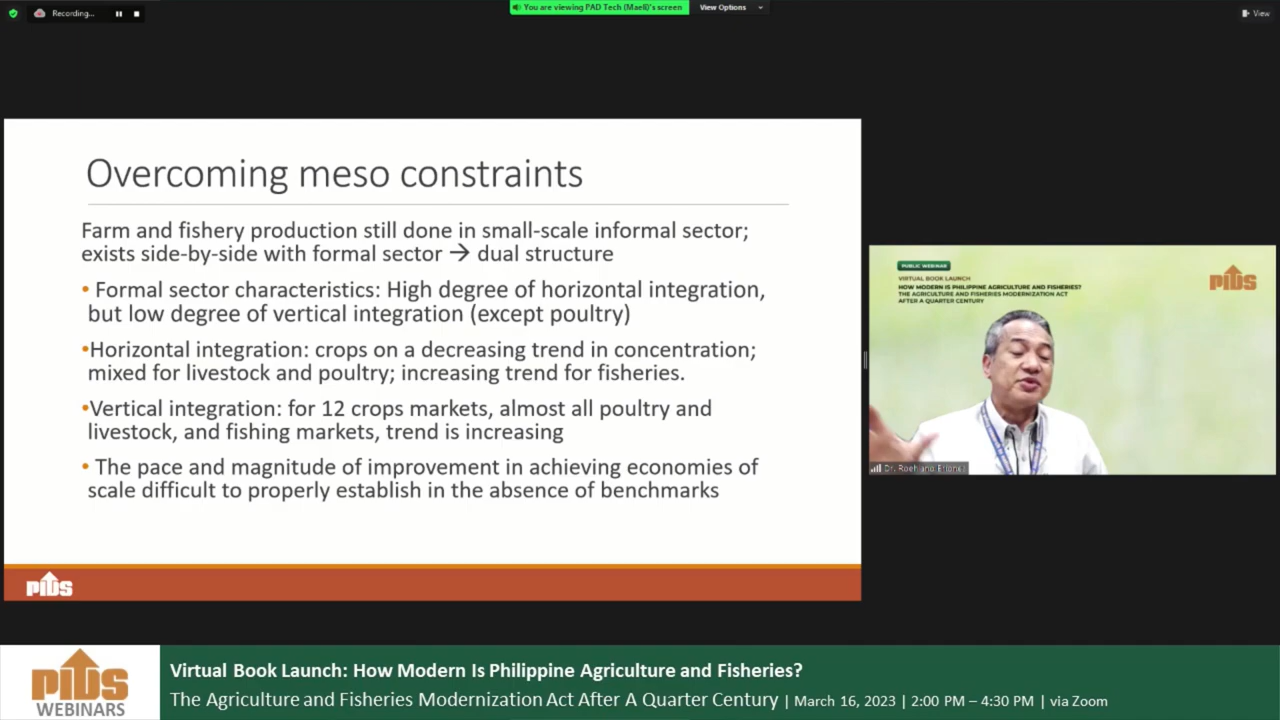 Recording...
You are viewing PAD Tech (Maeli)'s screen
View Options
View
Overcoming meso constraints
Farm and fishery production still done in small-scale informal sector;
exists side-by-side with formal sector → dual structure
• Formal sector characteristics: High degree of horizontal integration,
but low degree of vertical integration (except poultry)
•Horizontal integration: crops on a decreasing trend in concentration;
mixed for livestock and poultry; increasing trend for fisheries.
•Vertical integration: for 12 crops markets, almost all poultry and
livestock, and fishing markets, trend is increasing
• The pace and magnitude of improvement in achieving economies of
scale difficult to properly establish in the absence of benchmarks
PIDS
PUBLIC WEBINAR
VIRTUAL BOOK LAUNCH
HOW MODERN IS PHILIPPINE AGRICULTURE AND FISHERIES?
THE AGRICULTURE AND FISHERIES MODERNIZATION ACT
AFTER A QUARTER CENTURY
PIDS
Dr. Roehlano
PIDS
WEBINARS
Virtual Book Launch: How Modern Is Philippine Agriculture and Fisheries?
The Agriculture and Fisheries Modernization Act After A Quarter Century | March 16, 2023 | 2:00 PM – 4:30 PM | via Zoom